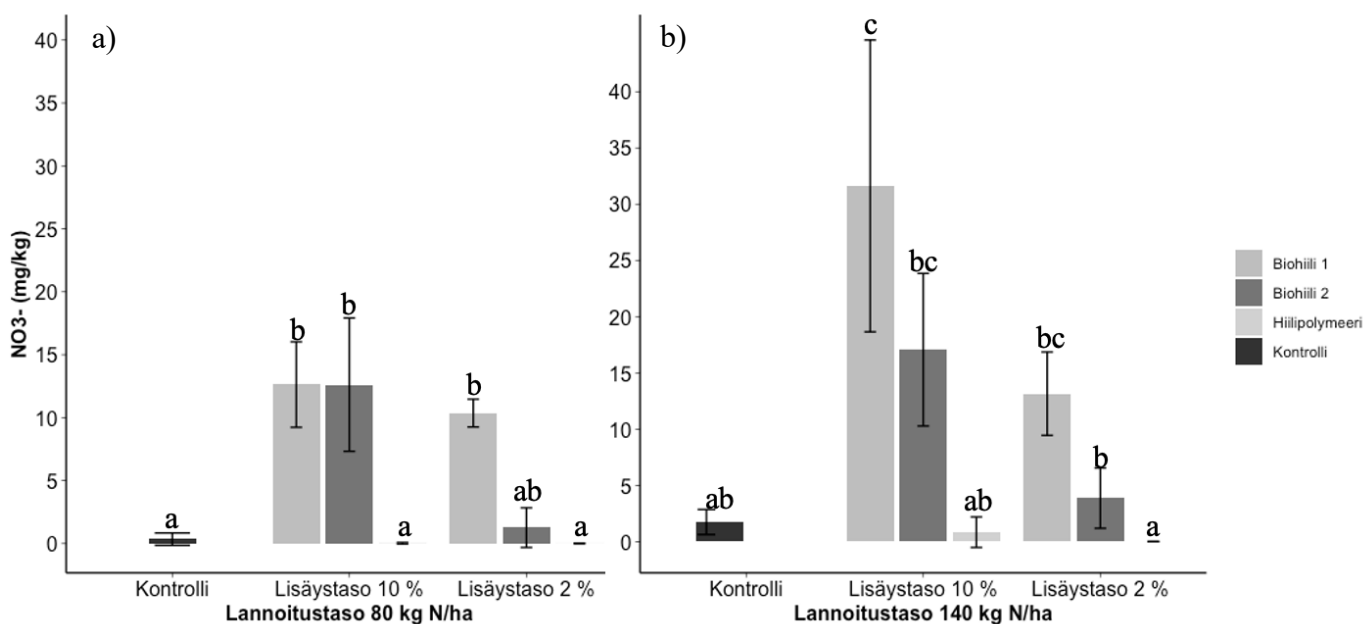 a)
NO3- (mg/kg)
40
35
30
25
20
15
10
5
0
a
b
b
a
b
ab
a
Kontrolli
Lisäystaso 10 %
Lisäystaso 2 %
Lannoitustaso 80 kg N/ha
b)
40
35
30
25
20
15
10
5
0
ab
c
bc
ab
bc
b
a
Kontrolli
Lisäystaso 10 %
Lisäystaso 2 %
Lannoitustaso 140 kg N/ha
Biohiili 1
Biohiili 2
Hiilipolymeeri
Kontrolli